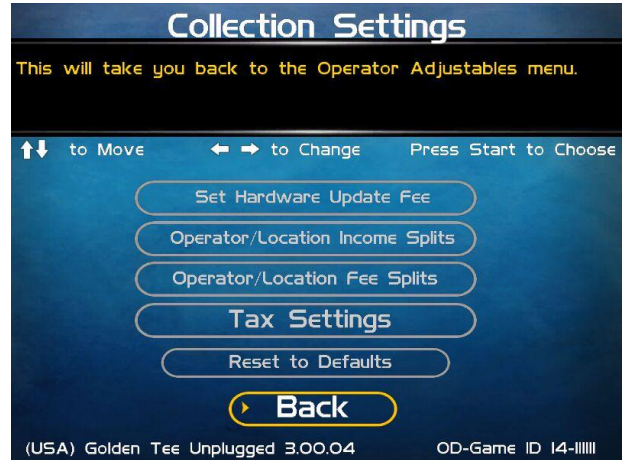 Collection Settings
This will take you back to the Operator Adjustables menu.
to Move to Change Press Start to Choose
Set Hardware Update Fee
Operator/Location Income Splits
Operator/Location Fee Splits
Tax Settings
Reset to Defaults
Back
(USA) Golden Tee Unplugged 3.00.04 OD-Game ID 14-111111